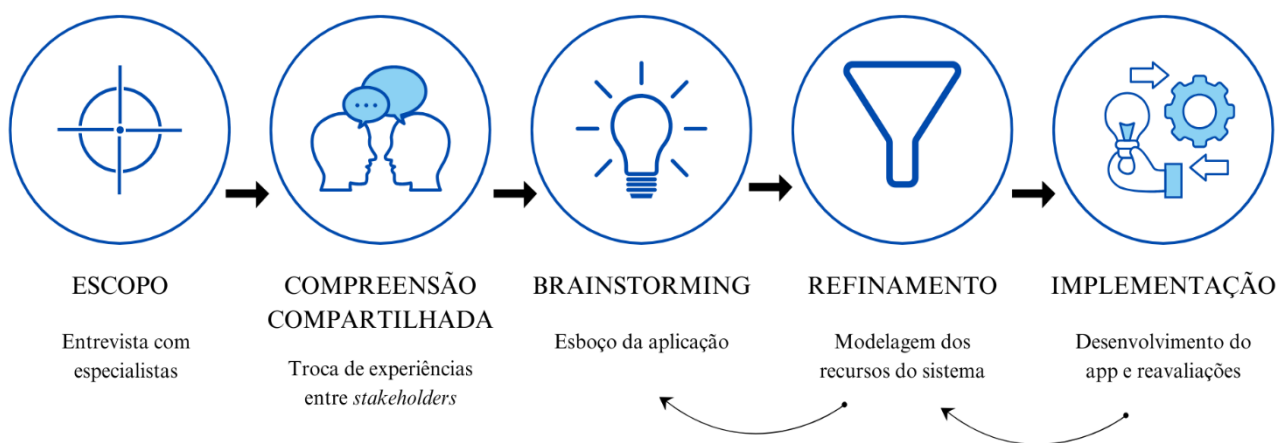 ESCOPO
Entrevista com
especialistas
COMPREENSÃO
COMPARTILHADA
Troca de experiências
entre stakeholders
BRAINSTORMING
Esboço da aplicação
REFINAMENTO
Modelagem dos
recursos do sistema
IMPLEMENTAÇÃO
Desenvolvimento do
app e reavaliações